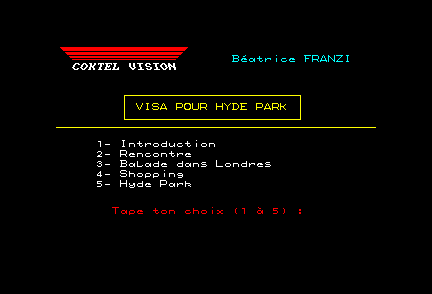 COKTEL VISION
Béatrice FRANZI
VISA POUR HYDE PARK
1- Introduction
2- Rencontre
3- Balade dans Londres
4- Shopping
5- Hyde Park
Tape ton choix (1 à 5) :